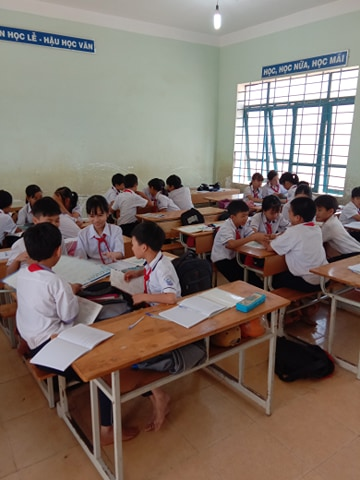 N HỌC LỄ - HẬU HỌC VĂN
HỌC, HỌC NỮA, HỌC MÃI